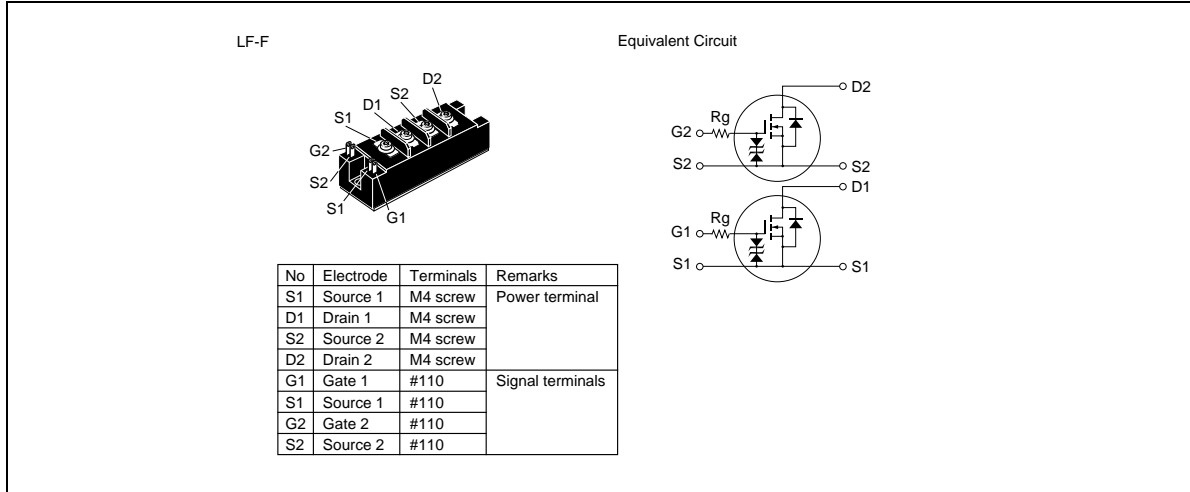 LF-F
Equivalent Circuit
D2
S2
D1
S1
G2
S2
S1
G1
D2
Rg
G2
S2
S2
D1
Rg
G1
S1
S1
No Electrode Terminals Remarks
S1 Source 1 M4 screw Power terminal
D1 Drain 1 M4 screw
S2 Source 2 M4 screw
D2 Drain 2 M4 screw
G1 Gate 1 #110 Signal terminals
S1 Source 1 #110
G2 Gate 2 #110
S2 Source 2 #110